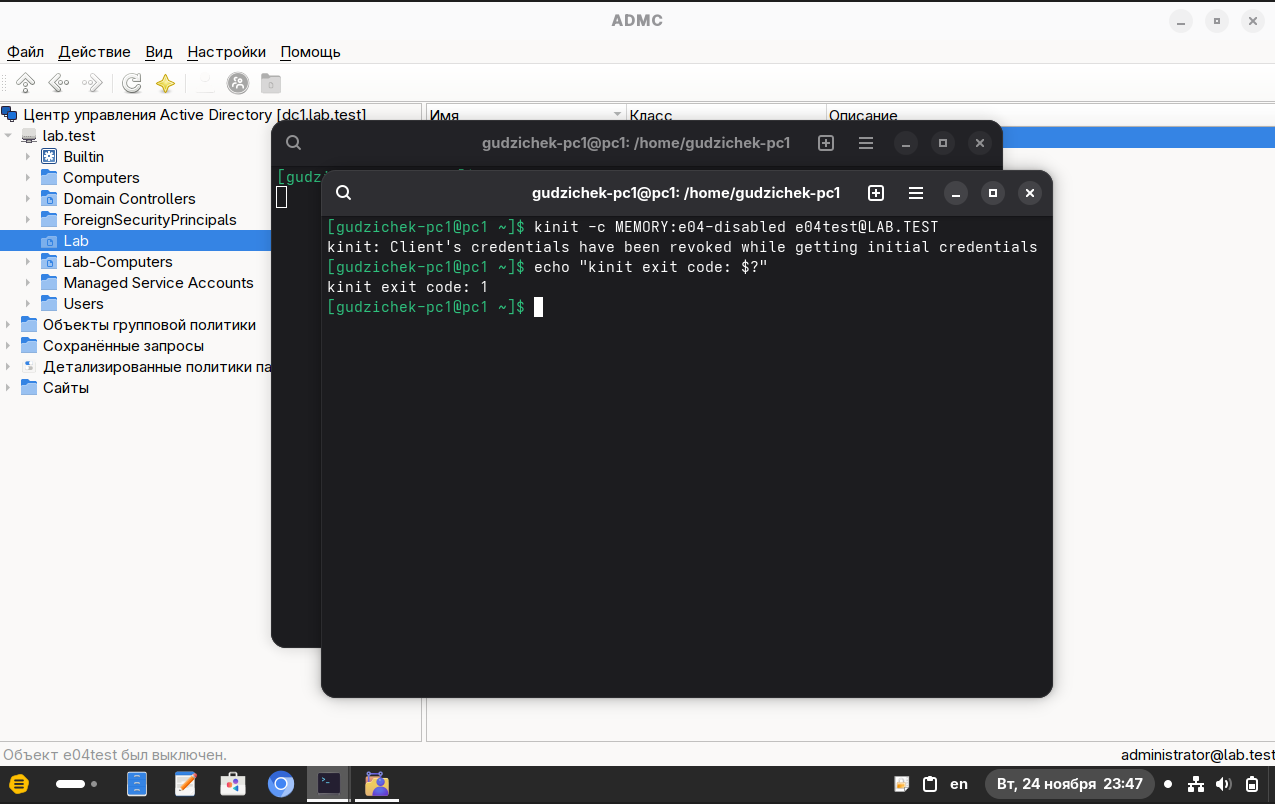 ADMC
Файл Действие Вид Настройки Помощь
Центр управления Active Directory [dc1.lab.test]
Имя Класс Описание
lab.test
Builtin
Computers
Domain Controllers
ForeignSecurityPrincipals
Lab
Lab-Computers
Managed Service Accounts
Users
Объекты групповой политики
Сохранённые запросы
Детализированные политики па
Сайты
gudzichek-pc1@pc1: /home/gudzichek-pc1
[gudz
gudzichek-pc1@pc1: /home/gudzichek-pc1
[gudzichek-pc1@pc1 ~]$ kinit -c MEMORY:e04-disabled e04test@LAB.TEST
kinit: Client's credentials have been revoked while getting initial credentials
[gudzichek-pc1@pc1 ~]$ echo "kinit exit code: $?"
kinit exit code: 1
[gudzichek-pc1@pc1 ~]$
Объект e04test был выключен.
administrator@lab.test
en
Вт, 24 ноября 23:47